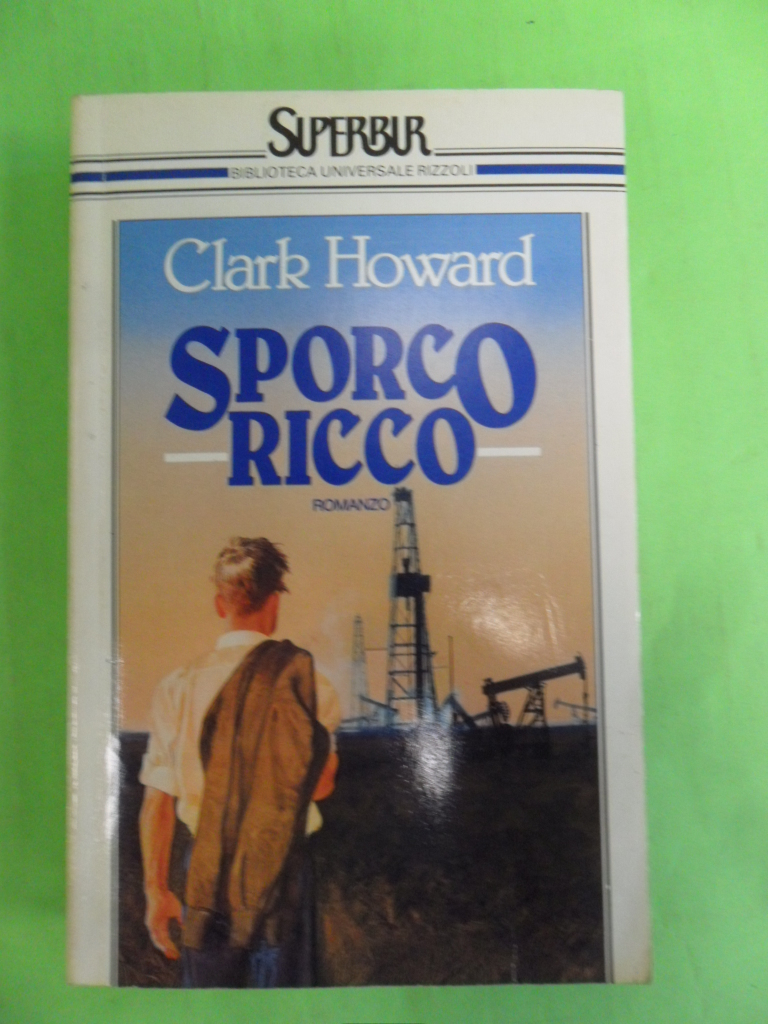 SUPERBUR
BIBLIOTECA UNIVERSALE RIZZOLI
Clark Howard
SPORCO
RICCO
ROMANZO